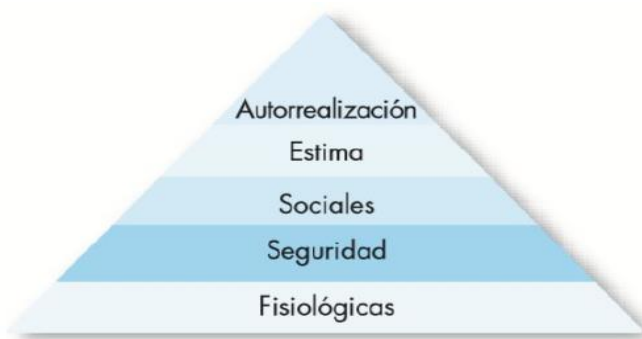 Autorrealización
Estima
Sociales
Seguridad
Fisiológicas